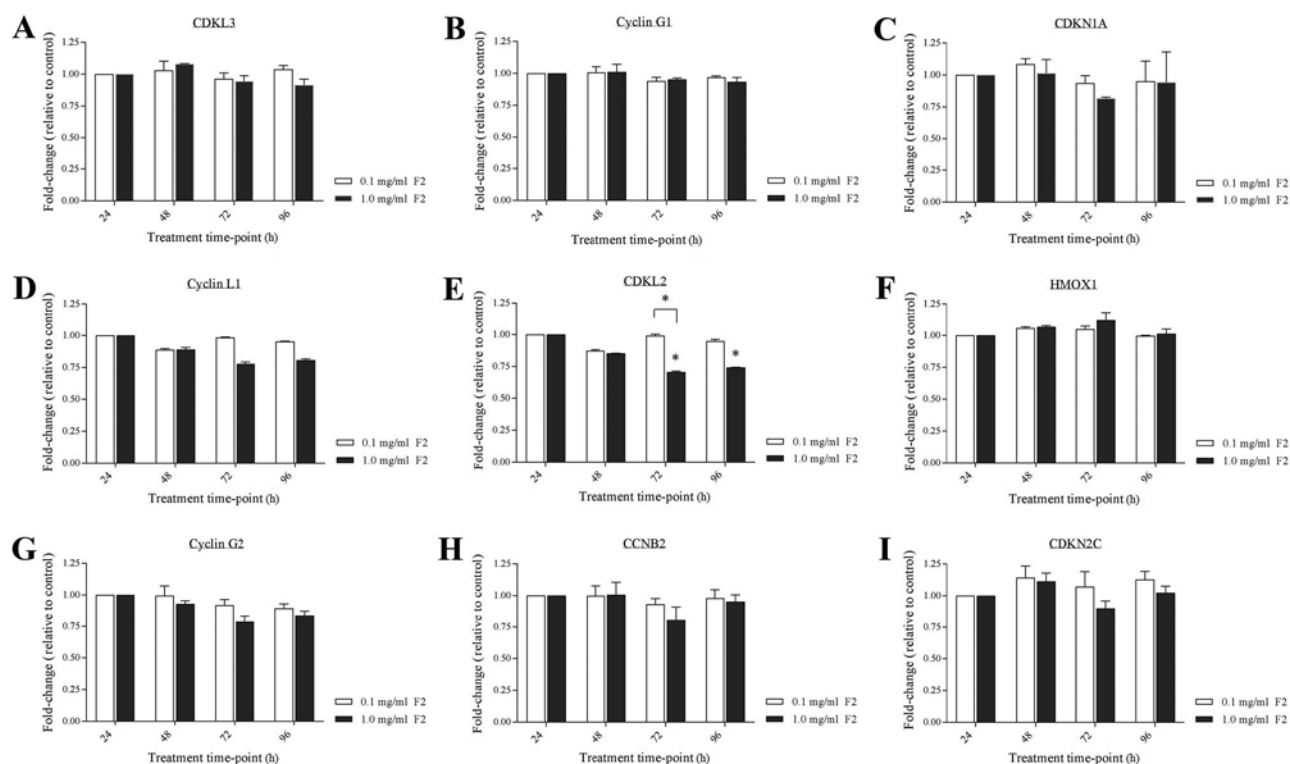 A
CDKL3
Fold-change ( relative to control)
1.25
1.00
0.75
0.50
0.25
0.00
24
48
72
96
Treatment time-point (h)
0.1 mg/ml F2
1.0 mg/ml F2
B
Cyclin G1
Fold-change ( relative to control)
1.25
1.00
0.75
0.50
0.25
0.00
24
48
72
96
Treatment time-point (h)
0.1 mg/ml F2
1.0 mg/ml F2
C
CDKN1A
Fold-change ( relative to control)
1.25
1.00
0.75
0.50
0.25
0.00
24
48
72
96
Treatment time-point (h)
0.1 mg/ml F2
1.0 mg/ml F2
D
Cyclin L1
Fold-change ( relative to control)
1.25
1.00
0.75
0.50
0.25
0.00
24
48
72
96
Treatment time-point (h)
0.1 mg/ml F2
1.0 mg/ml F2
E
CDKL2
Fold-change ( relative to control)
1.25
1.00
0.75
0.50
0.25
0.00
*
*
*
24
48
72
96
Treatment time-point (h)
0.1 mg/ml F2
1.0 mg/ml F2
F
HMOX1
Fold-change ( relative to control)
1.25
1.00
0.75
0.50
0.25
0.00
24
48
72
96
Treatment time-point (h)
0.1 mg/ml F2
1.0 mg/ml F2
G
Cyclin G2
Fold-change ( relative to control)
1.25
1.00
0.75
0.50
0.25
0.00
24
48
72
96
Treatment time-point (h)
0.1 mg/ml F2
1.0 mg/ml F2
H
CCNB2
Fold-change ( relative to control)
1.25
1.00
0.75
0.50
0.25
0.00
24
48
72
96
Treatment time-point (h)
0.1 mg/ml F2
1.0 mg/ml F2
I
CDKN2C
Fold-change ( relative to control)
1.25
1.00
0.75
0.50
0.25
0.00
24
48
72
96
Treatment time-point (h)
0.1 mg/ml F2
1.0 mg/ml F2